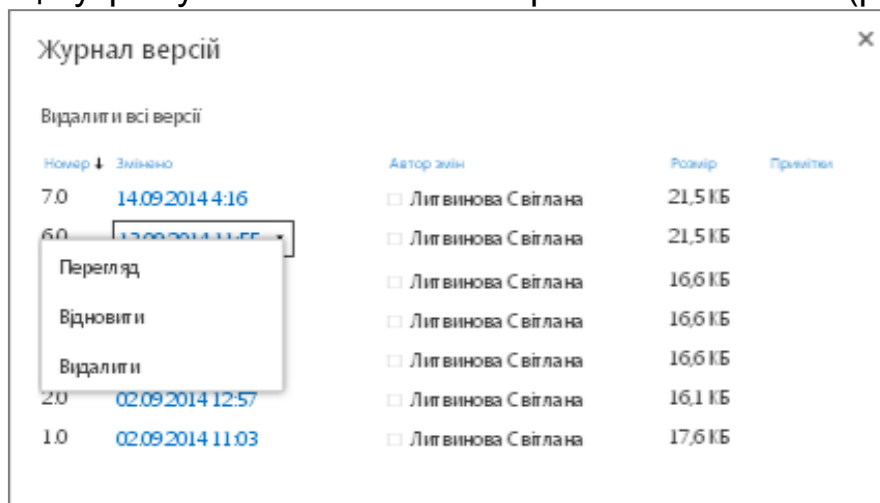 Журнал версій
Видалити всі версії
Номер Змінено Автор змін Розмір Примітки
7.0 14.09.2014 4:16 Литвинова Світлана 21,5 КБ
6.0 Литвинова Світлана 21,5 КБ
Перегляд
Литвинова Світлана 16,6 КБ
Відновити
Литвинова Світлана 16,6 КБ
Видалити
Литвинова Світлана 16,6 КБ
2.0 02.09.2014 12:57 Литвинова Світлана 16,1 КБ
1.0 02.09.2014 11:03 Литвинова Світлана 17,6 КБ